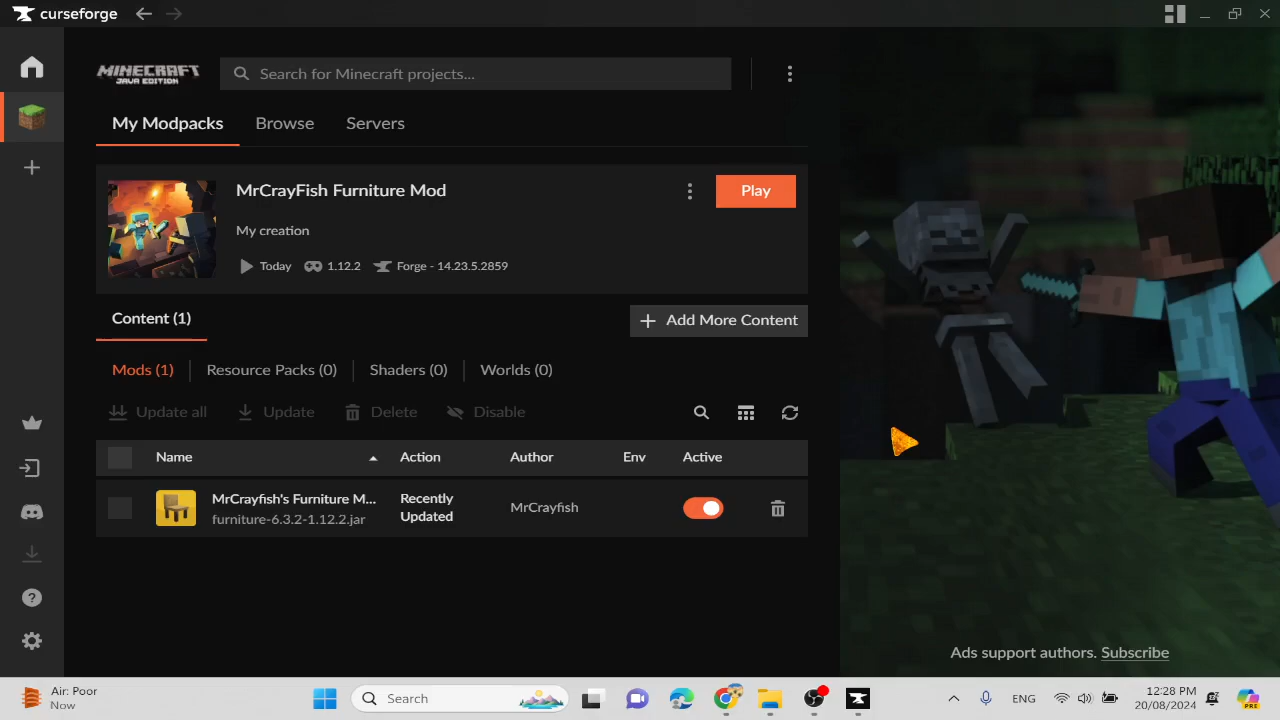 curseforge
MINECRAFT
JAVA EDITION
Search for Minecraft projects...
My Modpacks
Browse
Servers
MrCrayFish Furniture Mod
Play
My creation
Today
1.12.2
Forge - 14.23.5.2859
Content (1)
Add More Content
Mods (1)
Resource Packs (0)
Shaders (0)
Worlds (0)
Update all
Update
Delete
Disable
Name
Action
Author
Env
Active
MrCrayfish's Furniture M...
furniture-6.3.2-1.12.2.jar
Recently
Updated
MrCrayfish
Ads support authors. Subscribe
Air: Poor
Now
Search
ENG
12:28 PM
20/08/2024
PRE